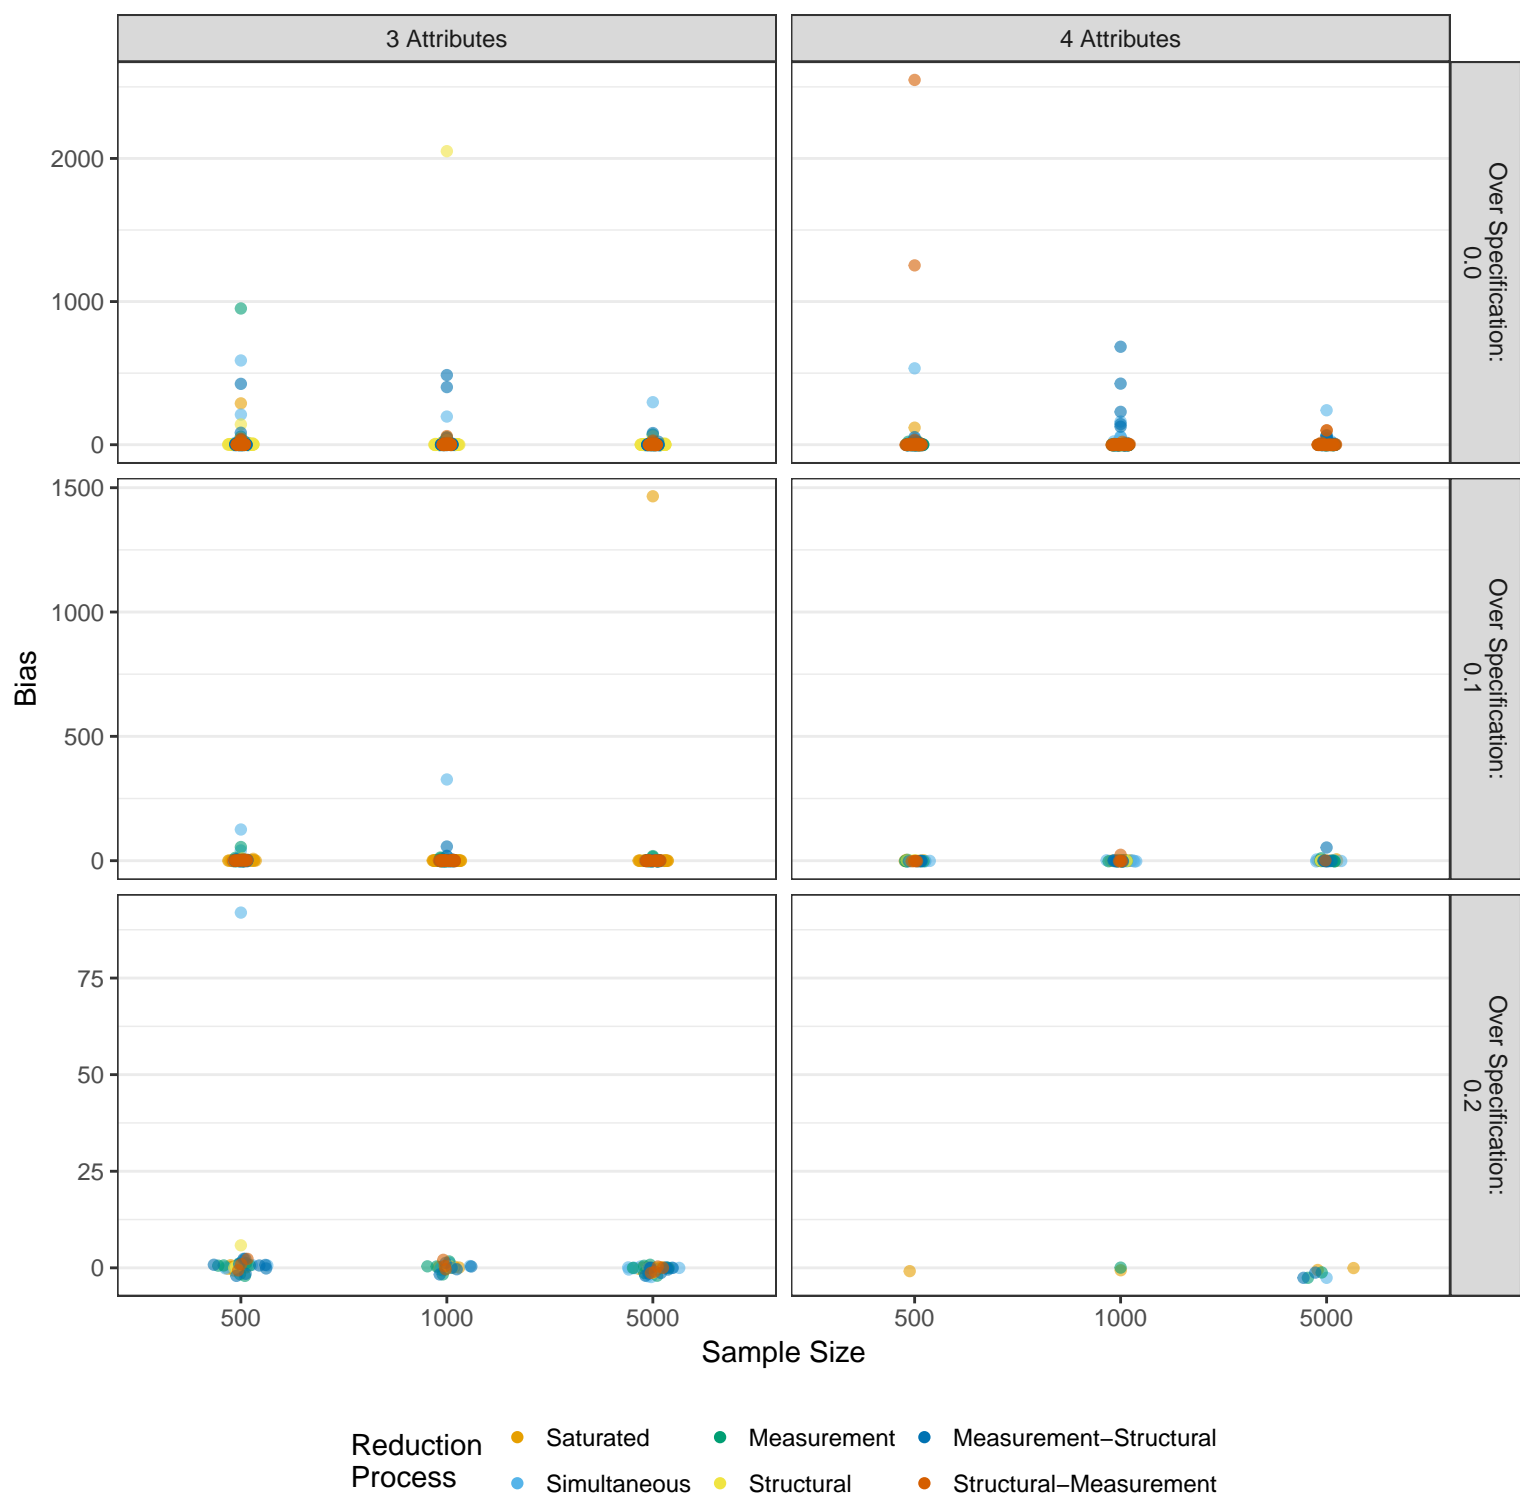 3 Attributes
4 Attributes
2000
1000
0
Over Specification:
0.0
1500
1000
500
0
Over Specification:
0.1
75
50
25
0
Over Specification:
0.2
Bias
500
1000
5000
500
1000
5000
Sample Size
Reduction
Process
Saturated
Measurement
Measurement−Structural
Simultaneous
Structural
Structural−Measurement